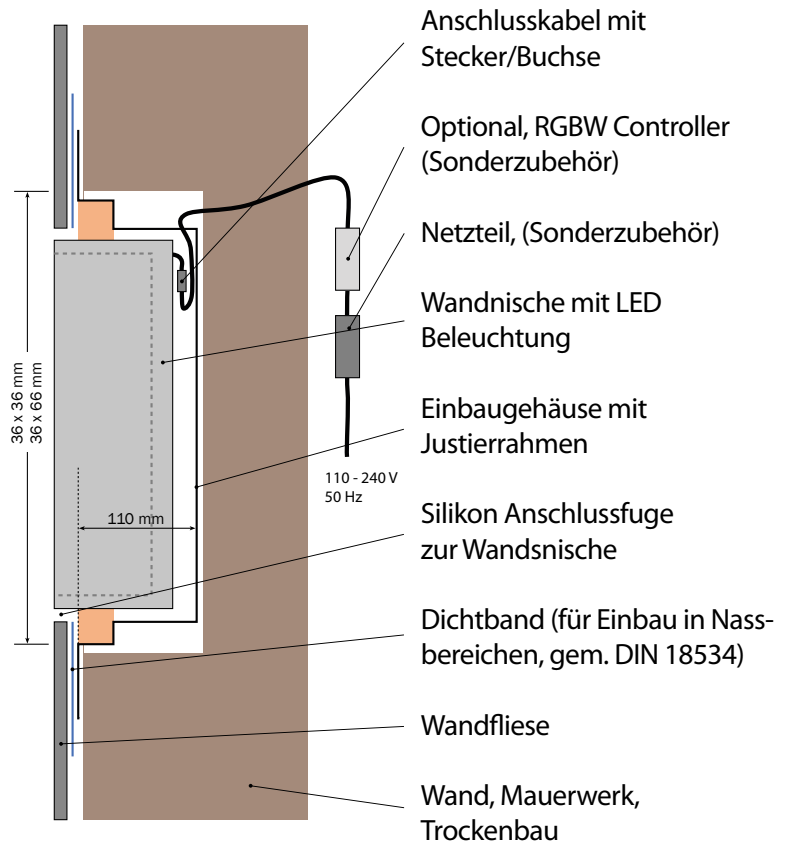 Anschlusskabel mit
Stecker/Buchse
Optional, RGBW Controller
(Sonderzubehör)
Netzteil, (Sonderzubehör)
Wandnische mit LED
Beleuchtung
Einbaugehäuse mit
Justierrahmen
Silikon Anschlussfuge
zur Wandsnische
Dichtband (für Einbau in Nass-
bereichen, gem. DIN 18534)
Wandfliese
Wand, Mauerwerk,
Trockenbau
36 x 36 mm
36 x 66 mm
110 mm
110 - 240 V
50 Hz